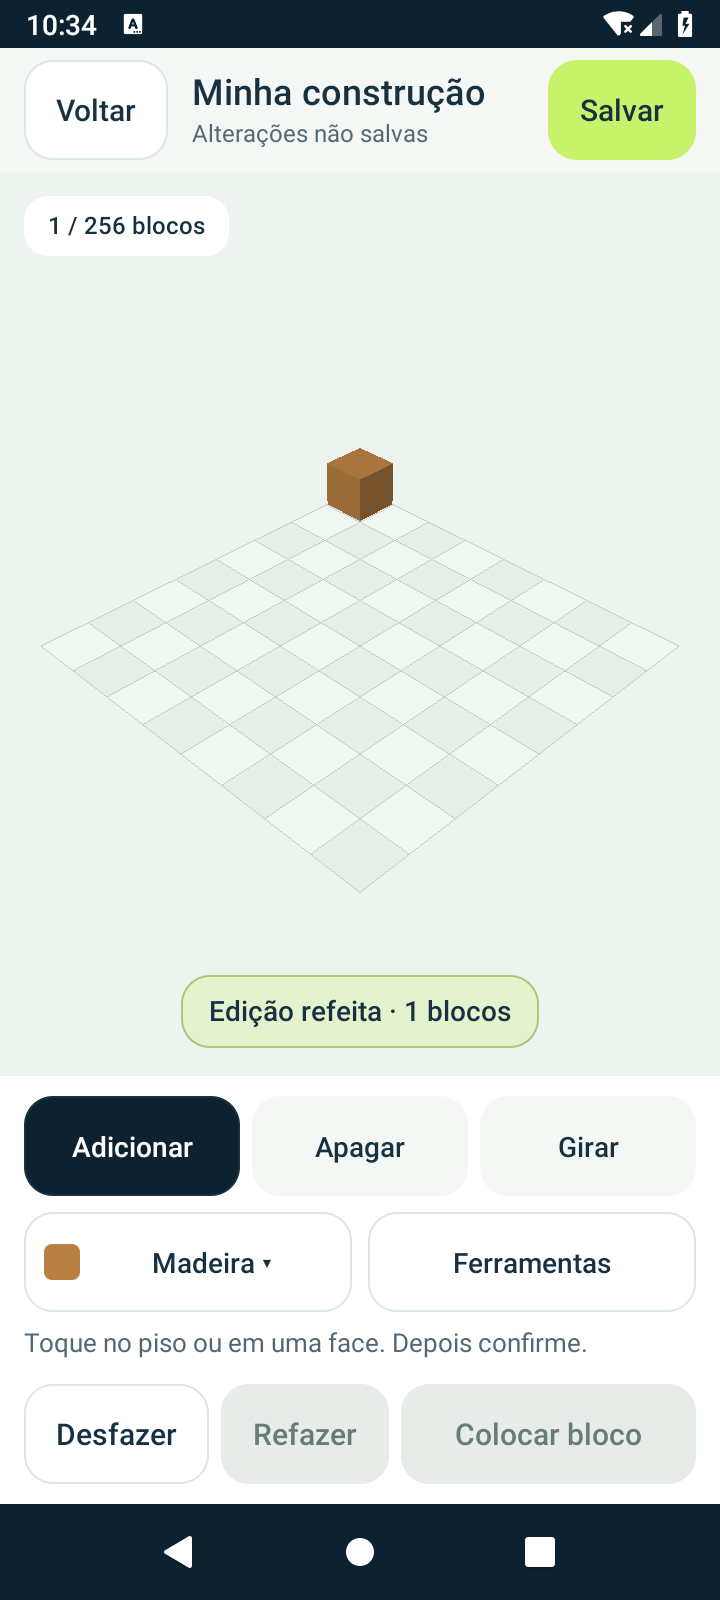 10:34
Voltar
Minha construção
Alterações não salvas
Salvar
1 / 256 blocos
Edição refeita · 1 blocos
Adicionar
Apagar
Girar
Madeira ▾
Ferramentas
Toque no piso ou em uma face. Depois confirme.
Desfazer
Refazer
Colocar bloco